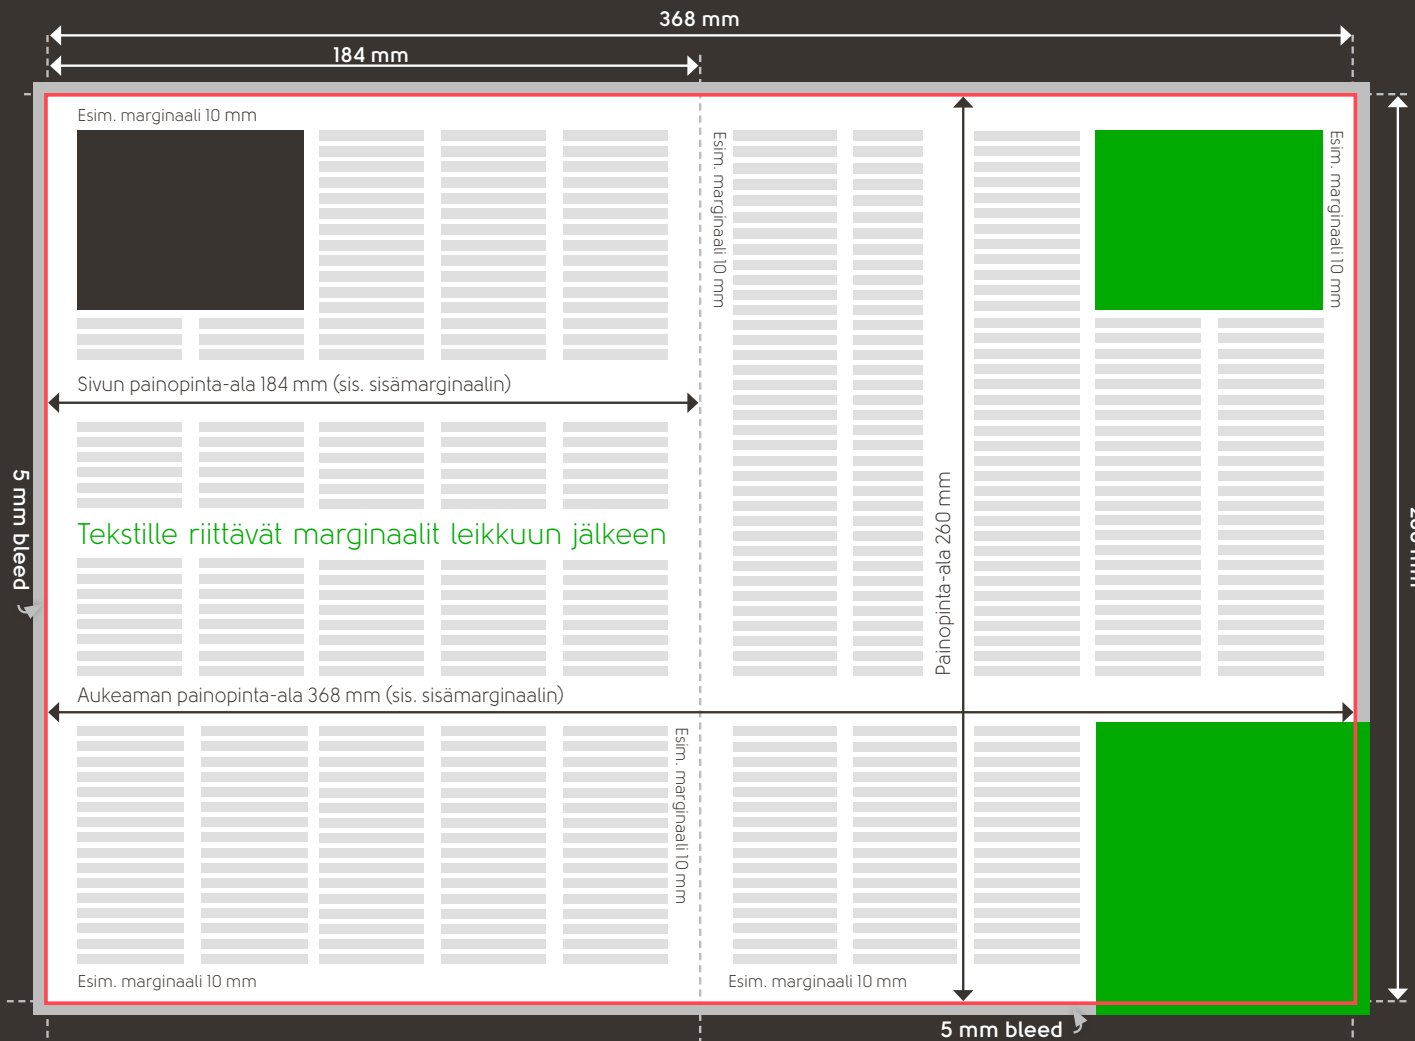 368 mm
184 mm
Esim. marginaali 10 mm
Esim. marginaali 10 mm
Esim. marginaali 10 mm
Sivun painopinta-ala 184 mm (sis. sisämarginaalin)
5 mm bleed
Painopinta-ala 260 mm
Tekstille riittävät marginaalit leikkuun jälkeen
Aukeaman painopinta-ala 368 mm (sis. sisämarginaalin)
Esim. marginaali 10 mm
Esim. marginaali 10 mm
Esim. marginaali 10 mm
5 mm bleed